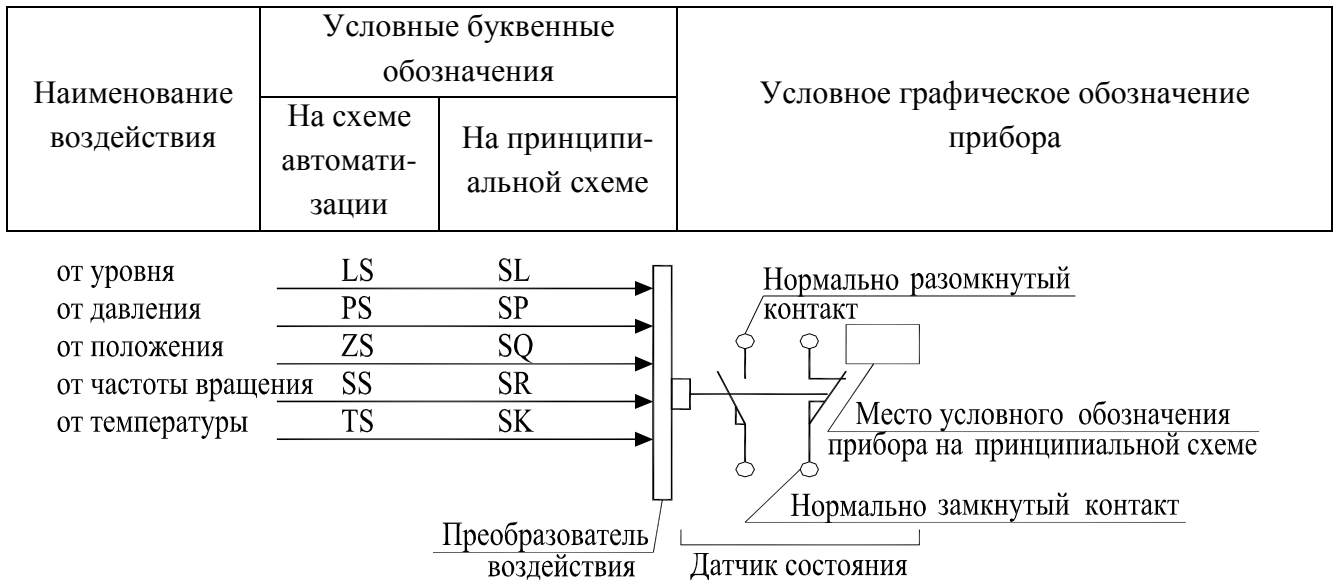 Наименование
воздействия
Условные буквенные
обозначения
На схеме
автомати-
зации
На принципи-
альной схеме
Условное графическое обозначение
прибора
от уровня LS SL
от давления PS SP
от положения ZS SQ
от частоты вращения SS SR
от температуры TS SK
Нормально разомкнутый
контакт
Место условного обозначения
прибора на принципиальной схеме
Нормально замкнутый контакт
Преобразователь
воздействия
Датчик состояния